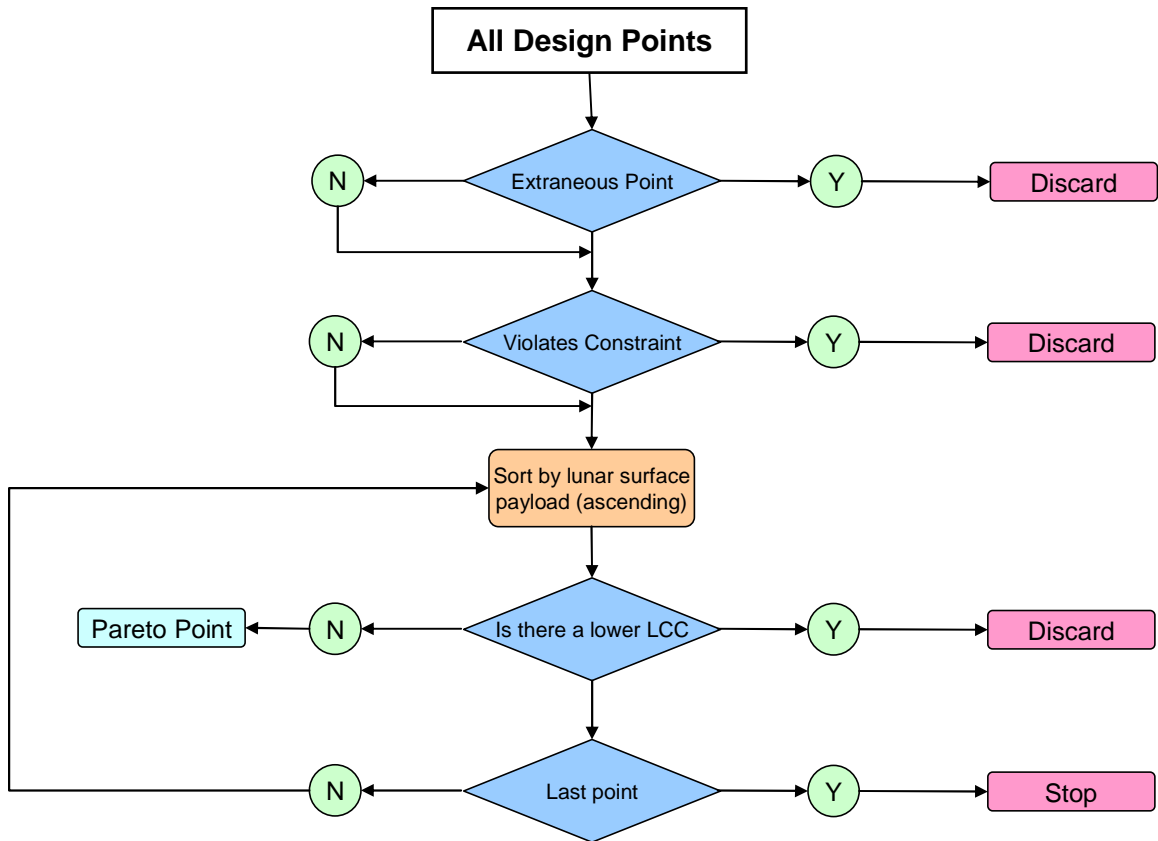 All Design Points
N
Extraneous Point
Y
Discard
N
Violates Constraint
Y
Discard
Sort by lunar surface
payload (ascending)
Pareto Point
N
Is there a lower LCC
Y
Discard
N
Last point
Y
Stop